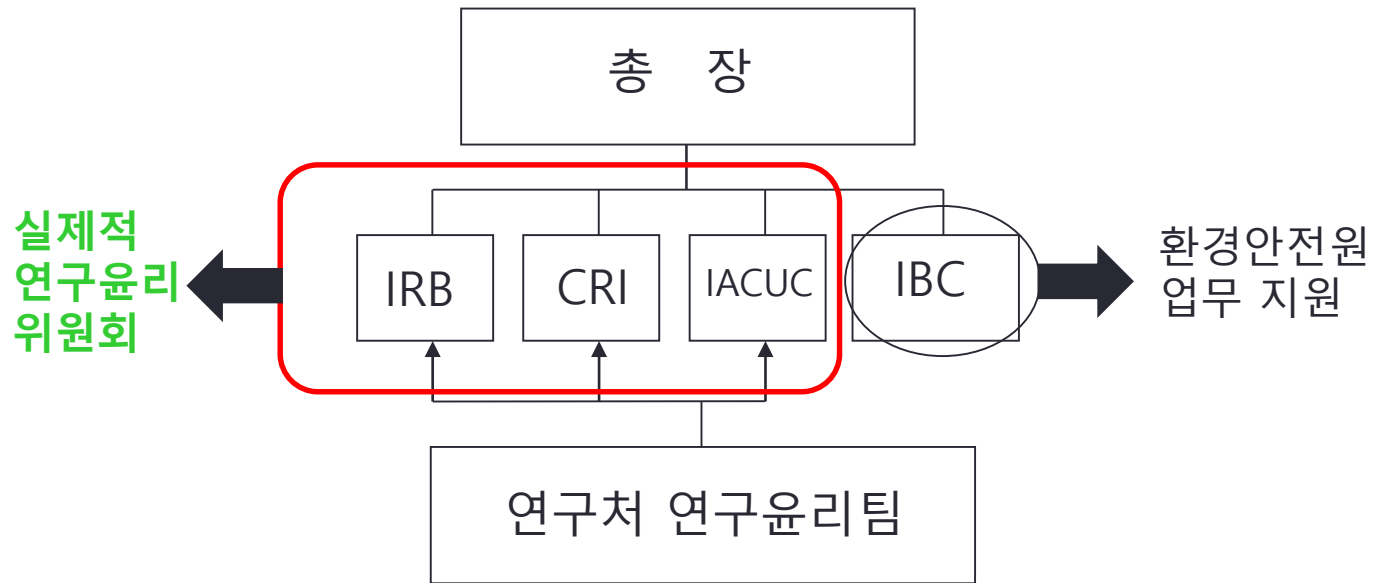 총 장
실제적
연구윤리
위원회
IRB
CRI
IACUC
IBC
환경안전원
업무 지원
연구처 연구윤리팀